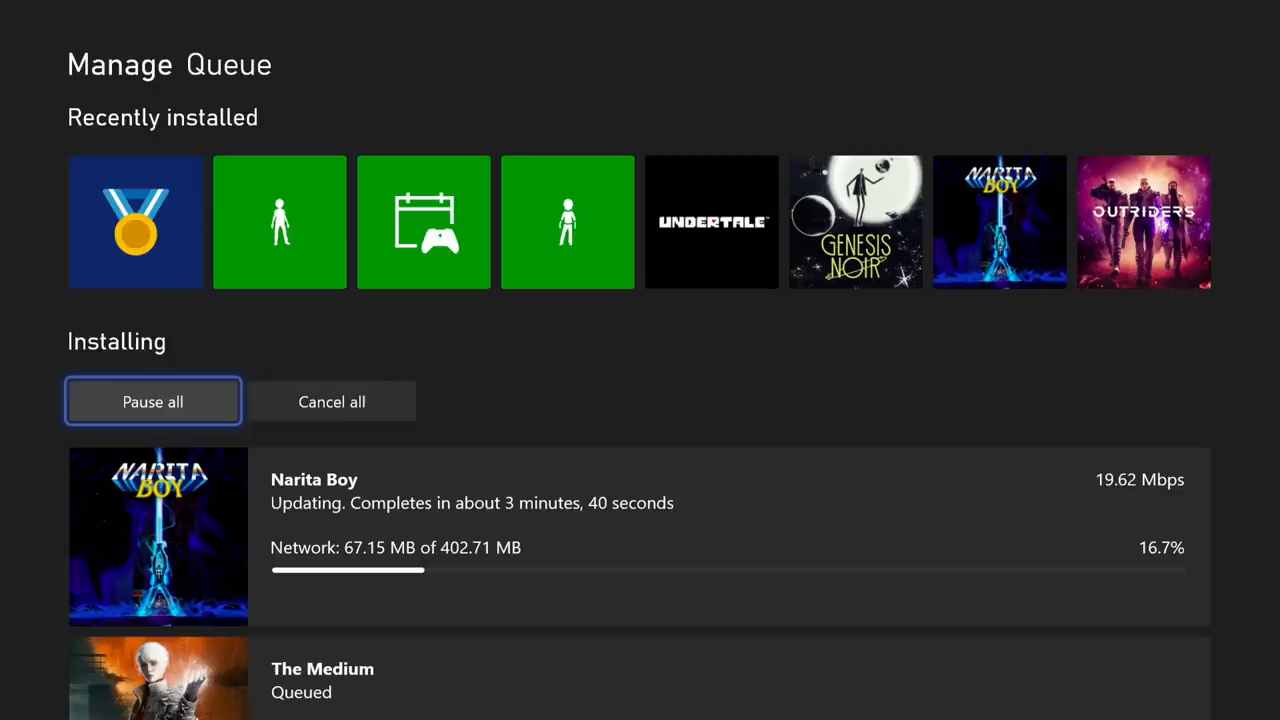 Manage Queue
Recently installed
UNDERTALE™
GENESIS
NOIR
NARITA
BOY
OUTRIDERS
Installing
Pause all
Cancel all
NARITA
BOY
Narita Boy
19.62 Mbps
Updating. Completes in about 3 minutes, 40 seconds
Network: 67.15 MB of 402.71 MB
16.7%
The Medium
Queued